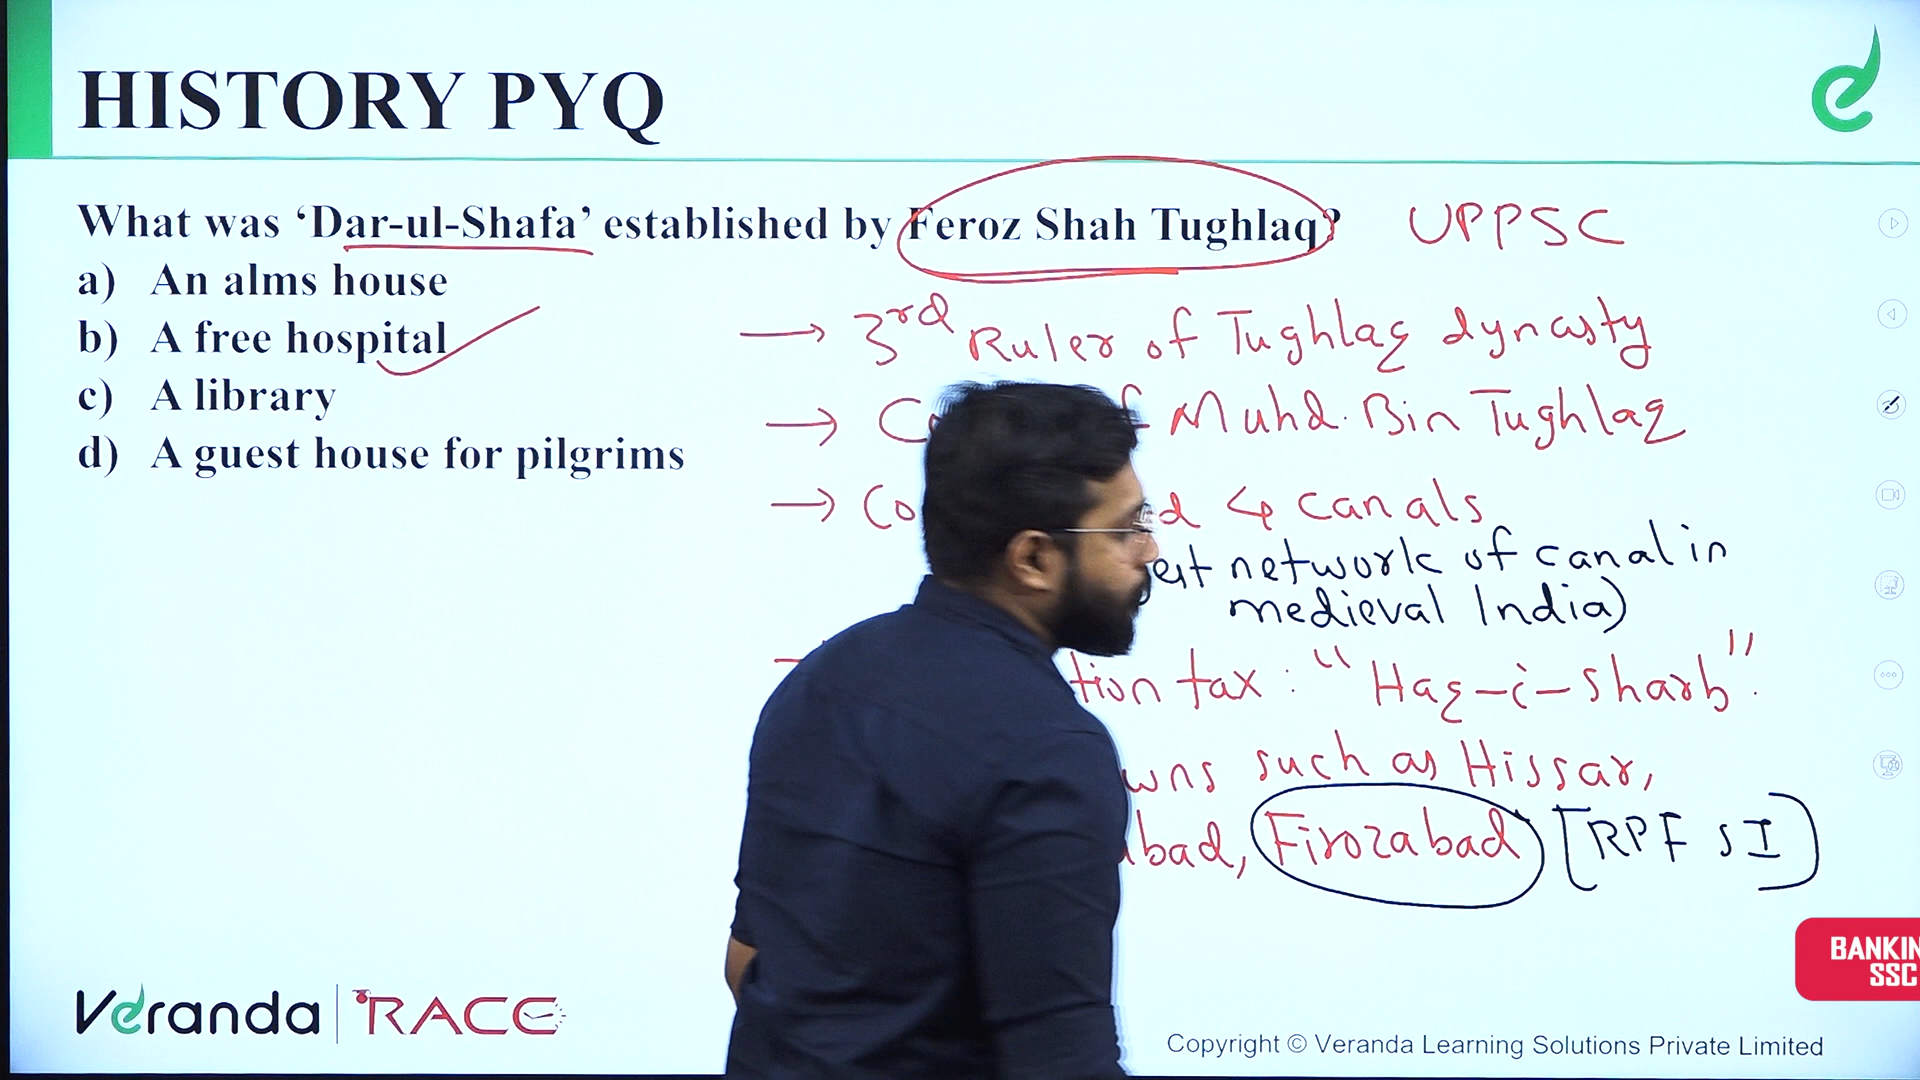 HISTORY PYQ
What was ‘Dar-ul-Shafa’ established by Feroz Shah Tughlaq? UPPSC
a) An alms house
b) A free hospital
c) A library
d) A guest house for pilgrims
→ 3rd Ruler of Tughlaq dynasty
→ Muhd. Bin Tughlaq
→ 4 canals
network of canal in
medieval India)
tax : "Haq-i-sharb".
such as Hissar,
Firozabad [RPF SI]
BANKIN
SSC
Veranda RACE
Copyright © Veranda Learning Solutions Private Limited